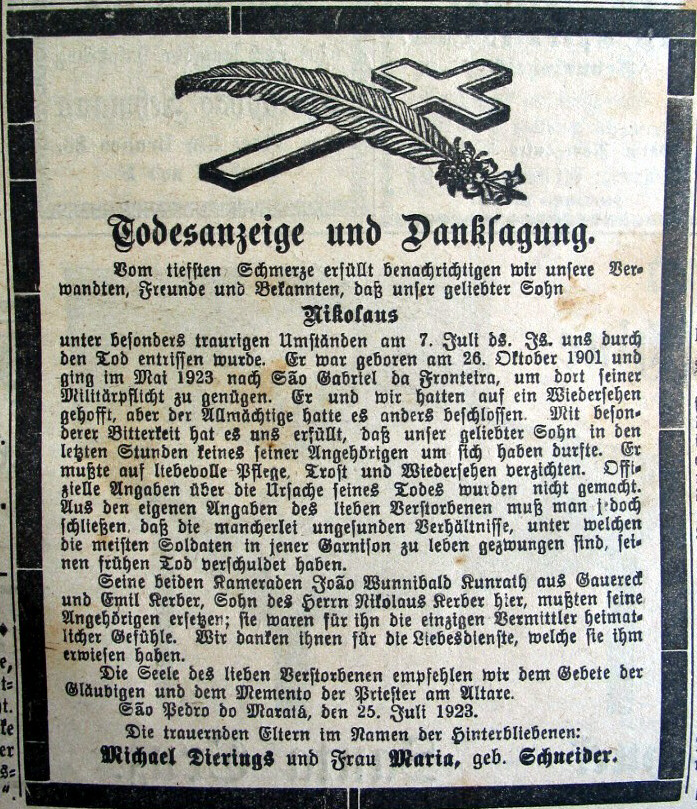 Todesanzeige und Danksagung.
Vom tiefsten Schmerze erfüllt benachrichtigen wir unsere Ver-
wandten, Freunde und Bekannten, daß unser geliebter Sohn
Nikolaus
unter besonders traurigen Umständen am 7. Juli ds. Js. uns durch
den Tod entrissen wurde. Er war geboren am 26. Oktober 1901 und
ging im Mai 1923 nach São Gabriel da Fronteira, um dort seiner
Militärpflicht zu genügen. Er und wir hatten auf ein Wiedersehen
gehofft, aber der Allmächtige hatte es anders beschlossen. Mit beson-
derer Bitterkeit hat es uns erfüllt, daß unser geliebter Sohn in den
letzten Stunden keines seiner Angehörigen um sich haben durfte. Er
mußte auf liebevolle Pflege, Trost und Wiedersehen verzichten. Offi-
zielle Angaben über die Ursache seines Todes wurden nicht gemacht.
Aus den eigenen Angaben des lieben Verstorbenen muß man jedoch
schließen, daß die mancherlei ungesunden Verhältnisse, unter welchen
die meisten Soldaten in jener Garnison zu leben gezwungen sind, sei-
nen frühen Tod verschuldet haben.
Seine beiden Kameraden João Wunnibald Kunrath aus Gauereck
und Emil Kerber, Sohn des Herrn Nikolaus Kerber hier, mußten seine
Angehörigen ersetzen; sie waren für ihn die einzigen Vermittler heimat-
licher Gefühle. Wir danken ihnen für die Liebesdienste, welche sie ihm
erwiesen haben.
Die Seele des lieben Verstorbenen empfehlen wir dem Gebete der
Gläubigen und dem Memento der Priester am Altare.
São Pedro do Maratá, den 25. Juli 1923.
Die trauernden Eltern im Namen der Hinterbliebenen:
Michael Dierings und Frau Maria, geb. Schneider.